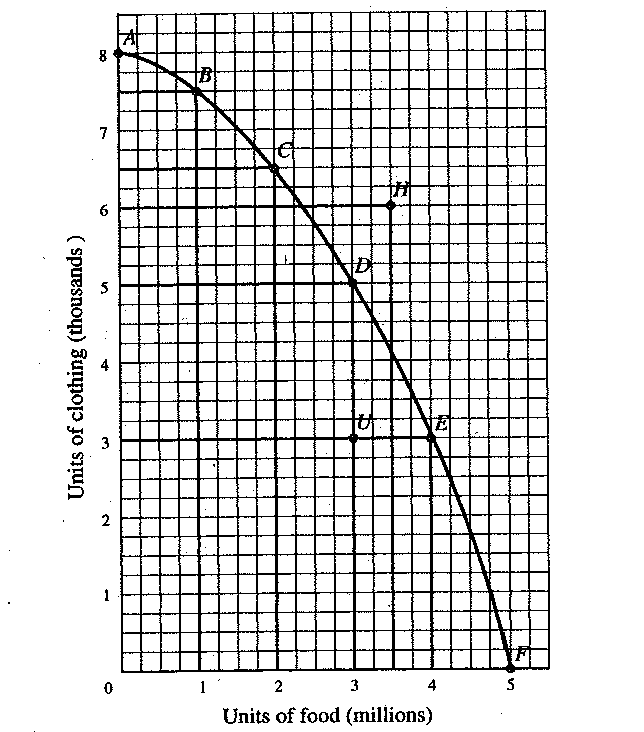 A
8
B
7
C
H
6
D
5
4
U
E
3
2
1
F
0
1
2
3
4
5
Units of clothing (thousands)
Units of food (millions)